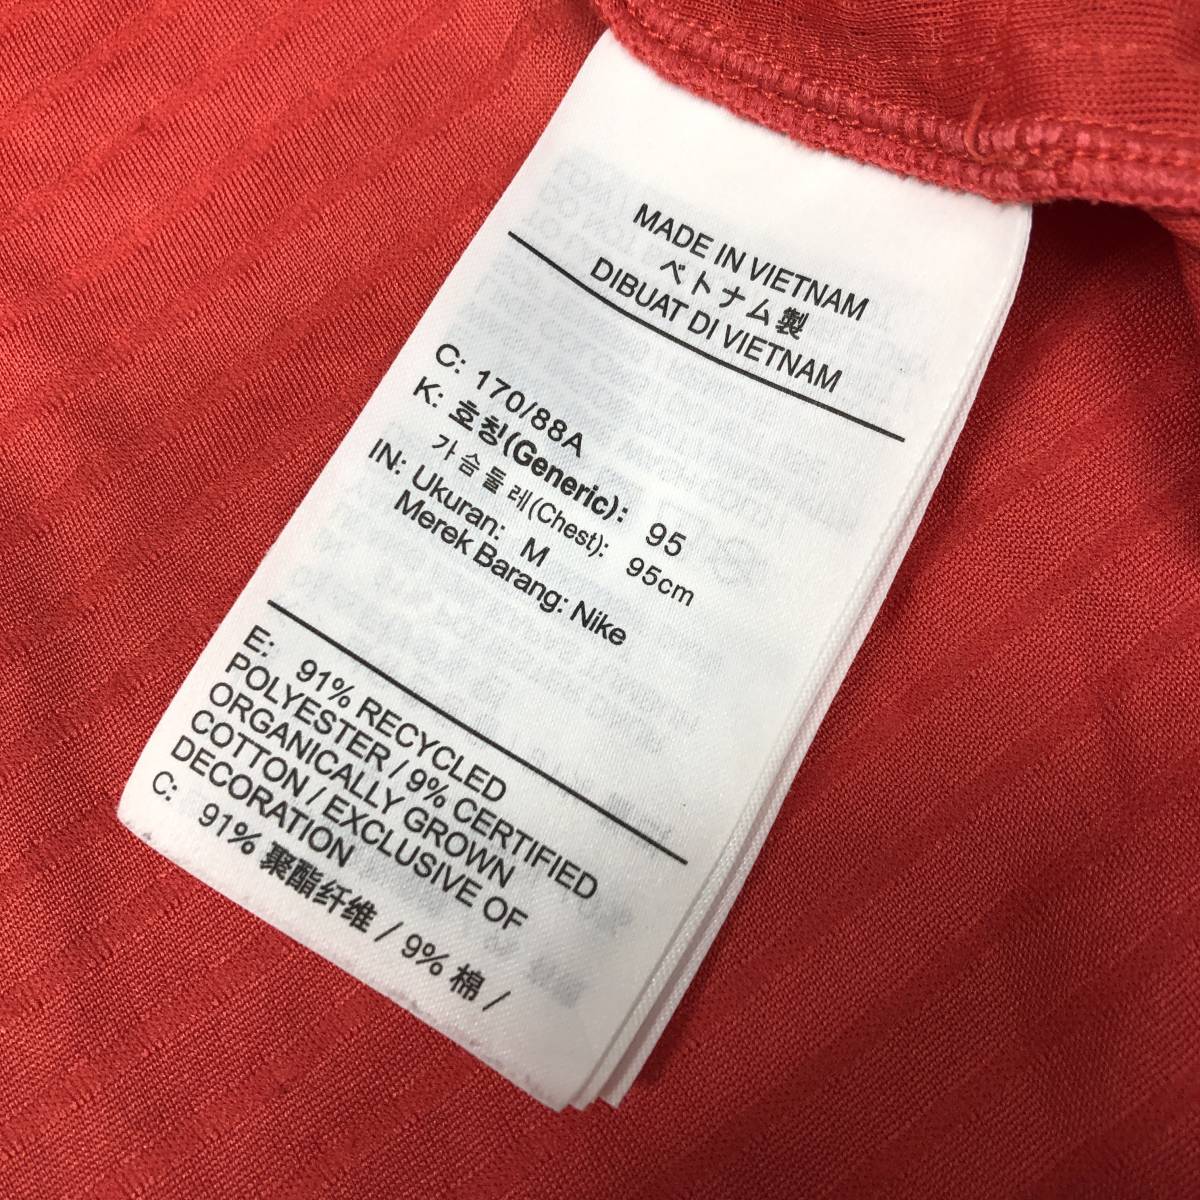 MADE IN VIETNAM
ベトナム製
DIBUAT DI VIETNAM
C: 170/88A
K: 호칭(Generic): 95
가슴둘레(Chest): 95cm
IN: Ukuran: M
Merek Barang: Nike
E: 91% RECYCLED
POLYESTER / 9% CERTIFIED
ORGANICALLY GROWN
COTTON / EXCLUSIVE OF
DECORATION
C: 91% 聚酯纤维 / 9% 棉 /